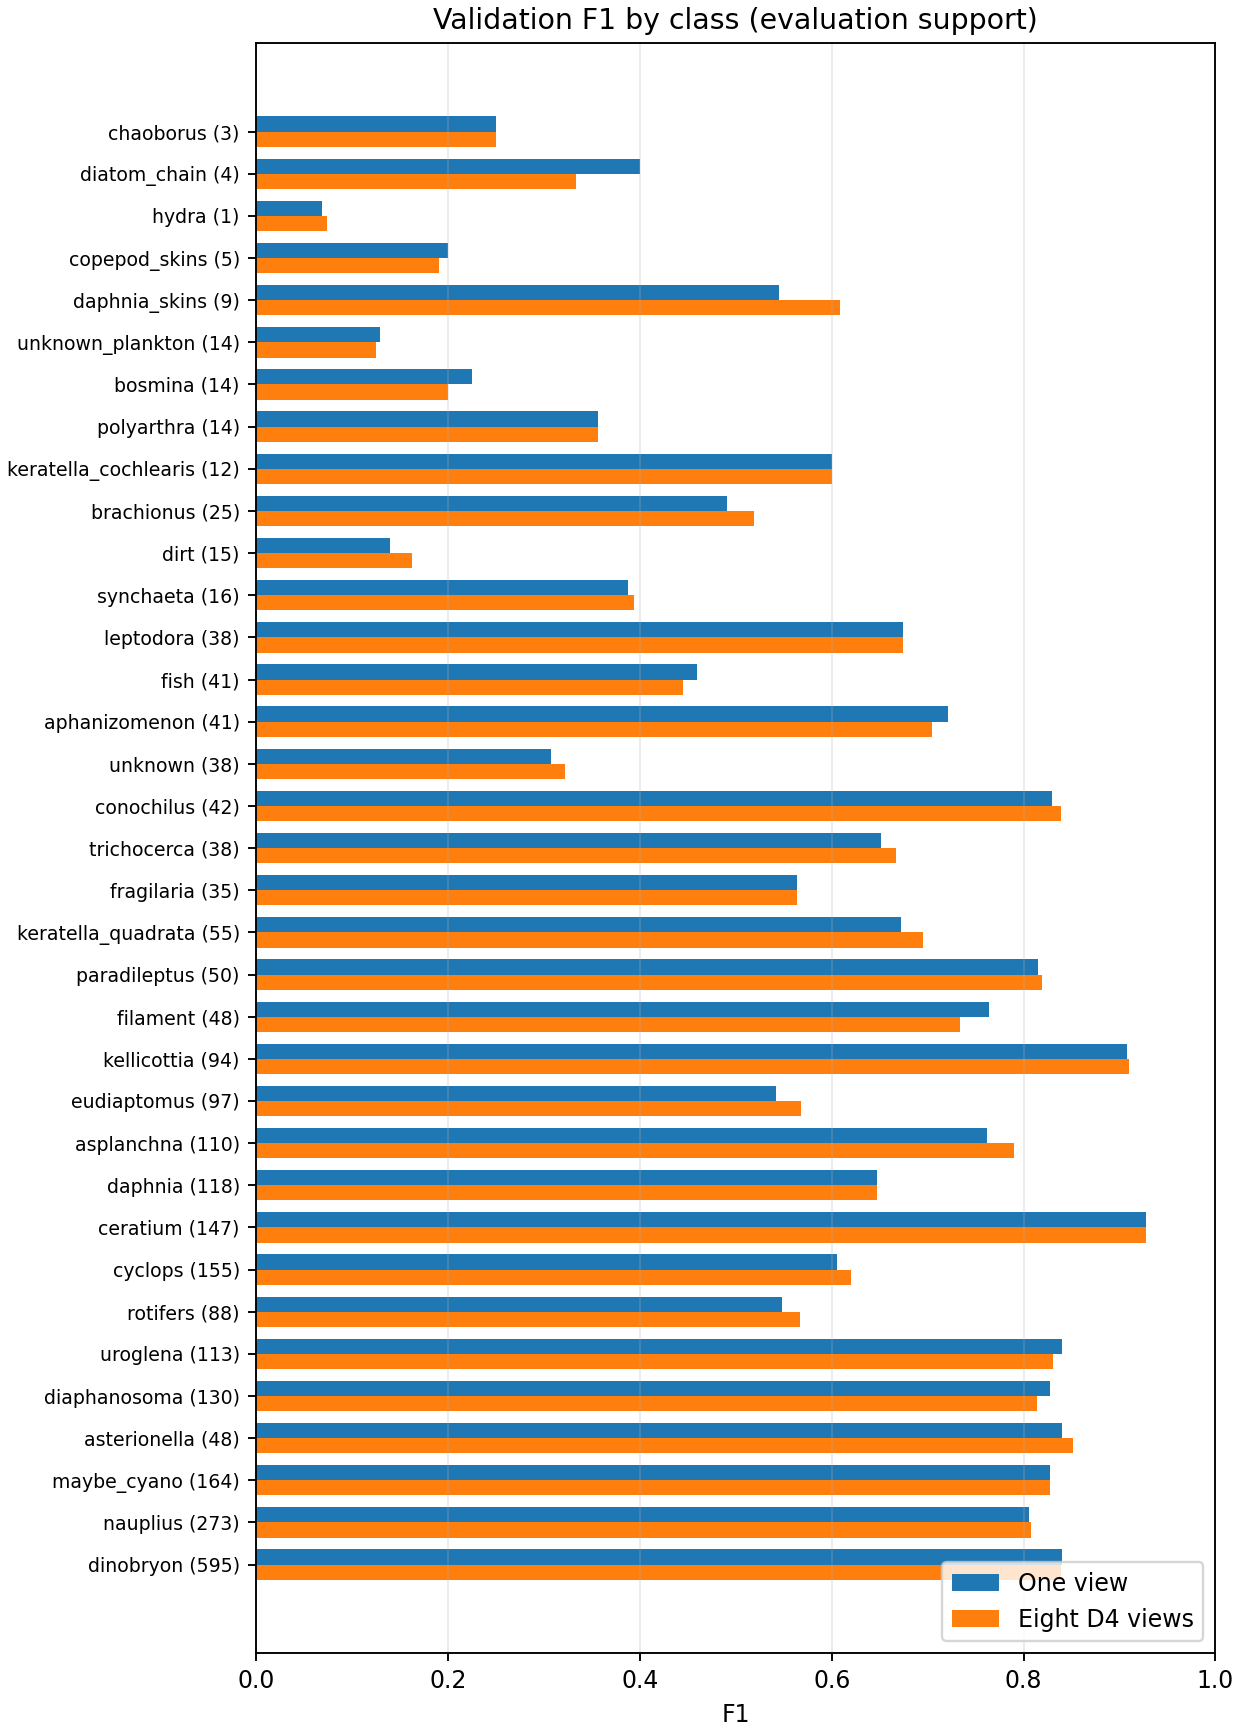 Validation F1 by class (evaluation support)
chaoborus (3)
diatom_chain (4)
hydra (1)
copepod_skins (5)
daphnia_skins (9)
unknown_plankton (14)
bosmina (14)
polyarthra (14)
keratella_cochlearis (12)
brachionus (25)
dirt (15)
synchaeta (16)
leptodora (38)
fish (41)
aphanizomenon (41)
unknown (38)
conochilus (42)
trichocerca (38)
fragilaria (35)
keratella_quadrata (55)
paradileptus (50)
filament (48)
kellicottia (94)
eudiaptomus (97)
asplanchna (110)
daphnia (118)
ceratium (147)
cyclops (155)
rotifers (88)
uroglena (113)
diaphanosoma (130)
asterionella (48)
maybe_cyano (164)
nauplius (273)
dinobryon (595)
One view
Eight D4 views
0.0 0.2 0.4 0.6 0.8 1.0
F1